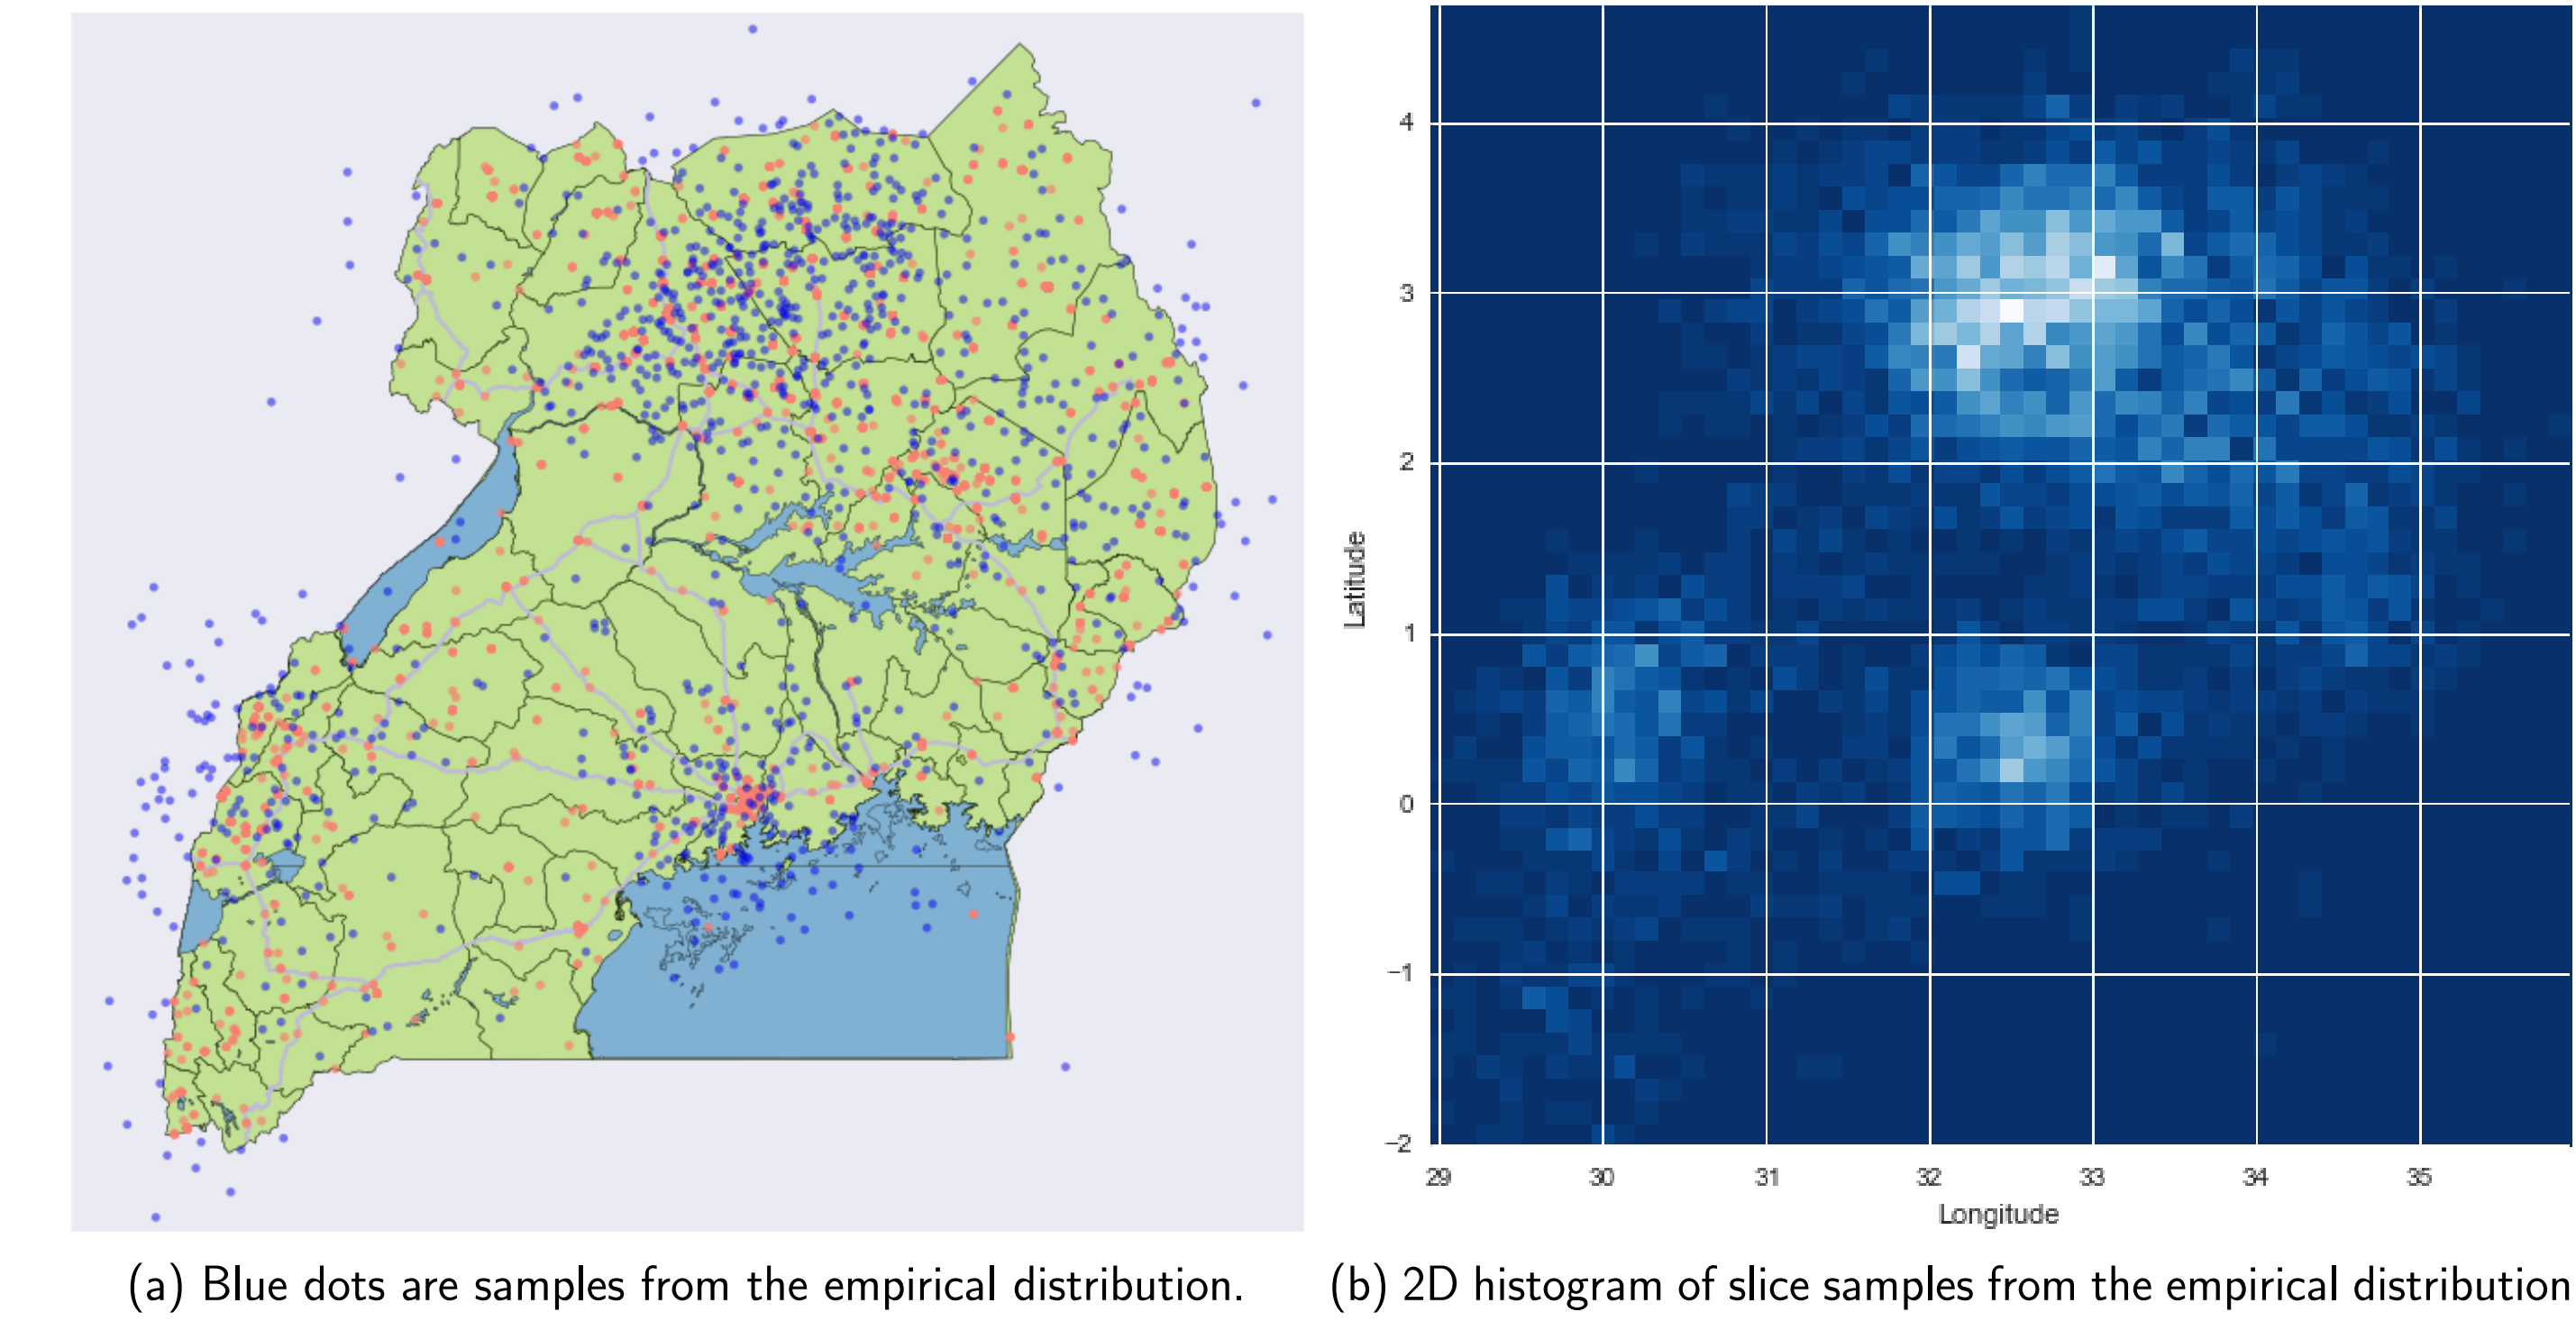 4
3
2
1
0
−1
−2
Latitude
29 30 31 32 33 34 35
Longitude
(a) Blue dots are samples from the empirical distribution.
(b) 2D histogram of slice samples from the empirical distribution